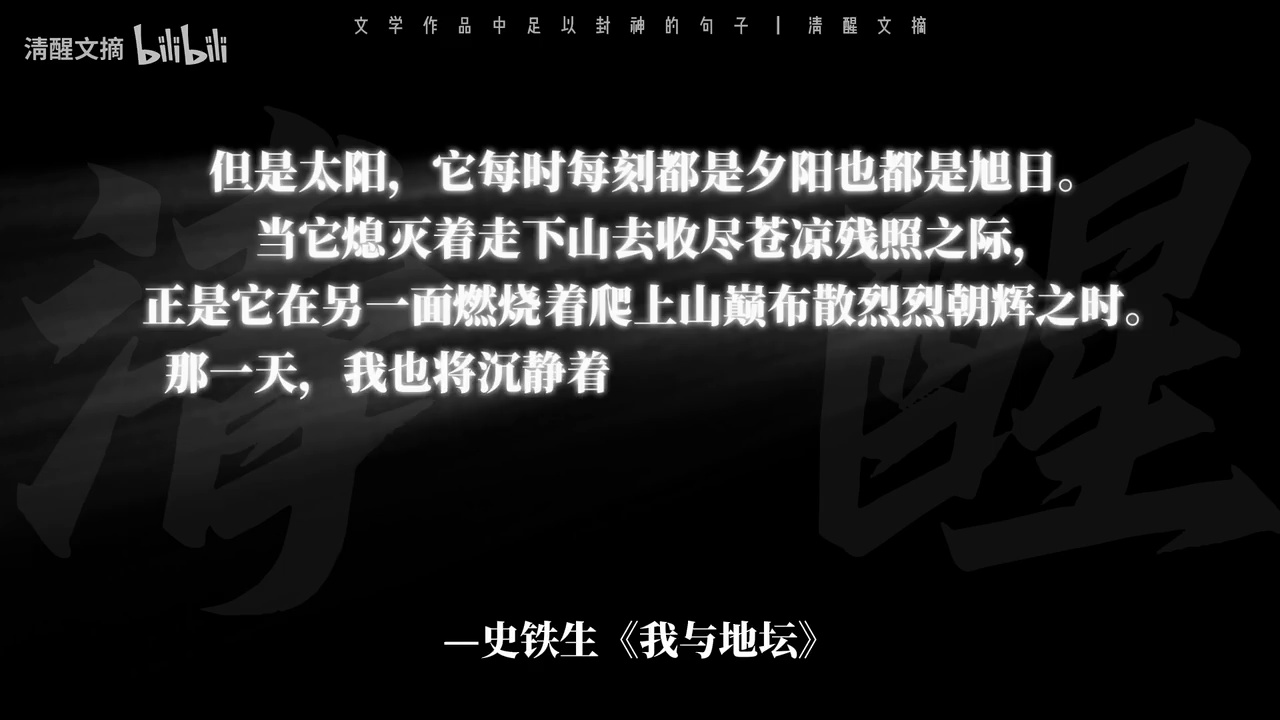 文学作品中足以封神的句子 | 清醒文摘
清醒文摘 bilibili
清醒
但是太阳，它每时每刻都是夕阳也都是旭日。
当它熄灭着走下山去收尽苍凉残照之际，
正是它在另一面燃烧着爬上山巅布散烈烈朝辉之时。
那一天，我也将沉静着
—史铁生《我与地坛》